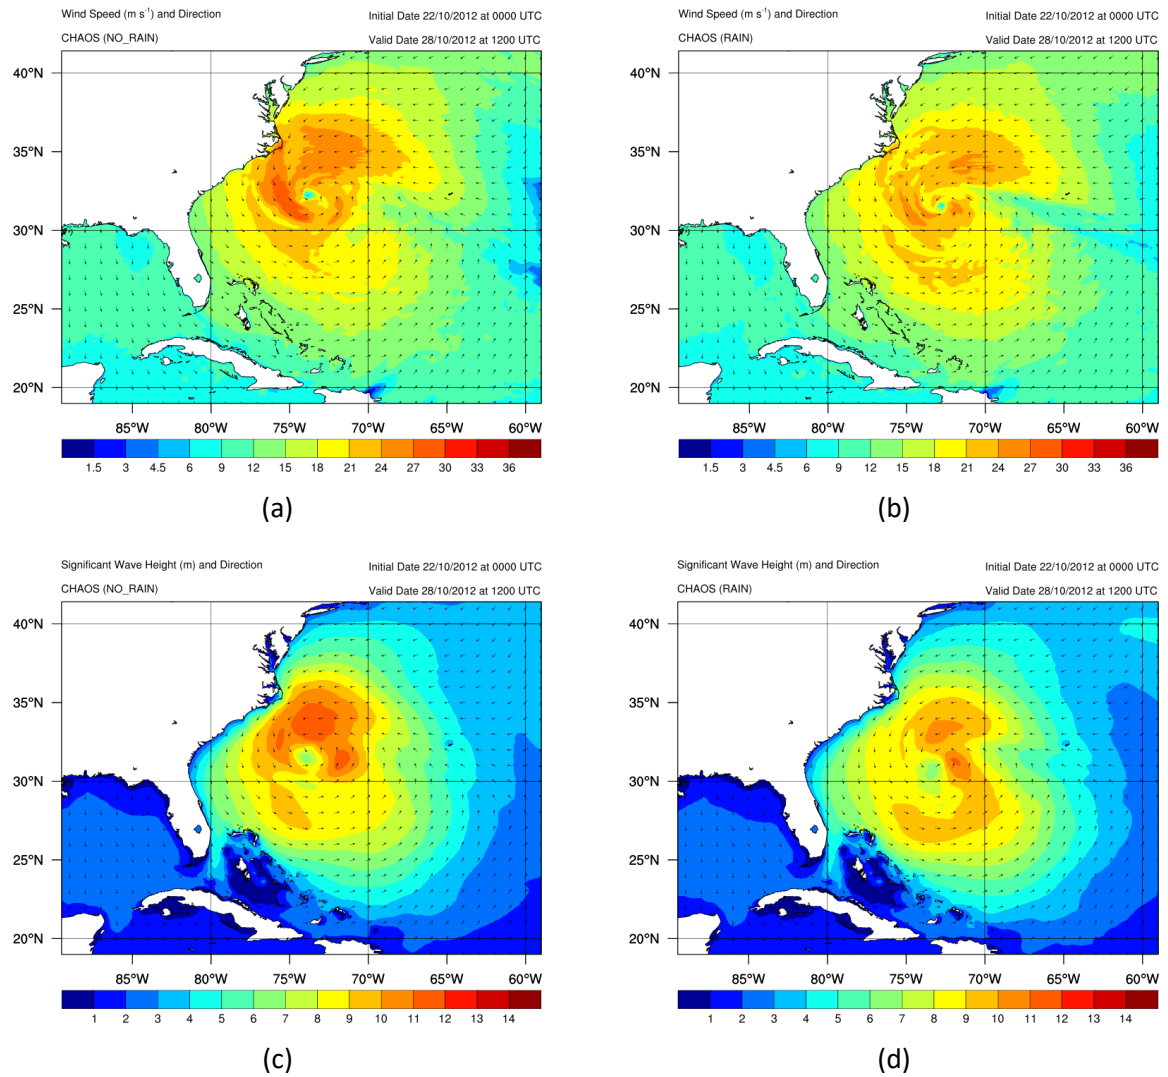 Wind Speed (m s⁻¹) and Direction
Initial Date 22/10/2012 at 0000 UTC
CHAOS (NO_RAIN)
Valid Date 28/10/2012 at 1200 UTC
40°N
35°N
30°N
25°N
20°N
85°W 80°W 75°W 70°W 65°W 60°W
1.5 3 4.5 6 9 12 15 18 21 24 27 30 33 36
(a)
Wind Speed (m s⁻¹) and Direction
Initial Date 22/10/2012 at 0000 UTC
CHAOS (RAIN)
Valid Date 28/10/2012 at 1200 UTC
40°N
35°N
30°N
25°N
20°N
85°W 80°W 75°W 70°W 65°W 60°W
1.5 3 4.5 6 9 12 15 18 21 24 27 30 33 36
(b)
Significant Wave Height (m) and Direction
Initial Date 22/10/2012 at 0000 UTC
CHAOS (NO_RAIN)
Valid Date 28/10/2012 at 1200 UTC
40°N
35°N
30°N
25°N
20°N
85°W 80°W 75°W 70°W 65°W 60°W
1 2 3 4 5 6 7 8 9 10 11 12 13 14
(c)
Significant Wave Height (m) and Direction
Initial Date 22/10/2012 at 0000 UTC
CHAOS (RAIN)
Valid Date 28/10/2012 at 1200 UTC
40°N
35°N
30°N
25°N
20°N
85°W 80°W 75°W 70°W 65°W 60°W
1 2 3 4 5 6 7 8 9 10 11 12 13 14
(d)